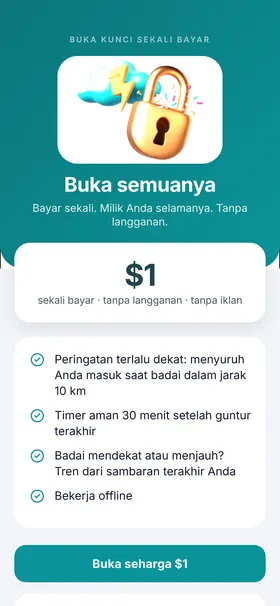 BUKA KUNCI SEKALI BAYAR
Buka semuanya
Bayar sekali. Milik Anda selamanya. Tanpa
langganan.
$1
sekali bayar · tanpa langganan · tanpa iklan
Peringatan terlalu dekat: menyuruh
Anda masuk saat badai dalam jarak
10 km
Timer aman 30 menit setelah guntur
terakhir
Badai mendekat atau menjauh?
Tren dari sambaran terakhir Anda
Bekerja offline
Buka seharga $1